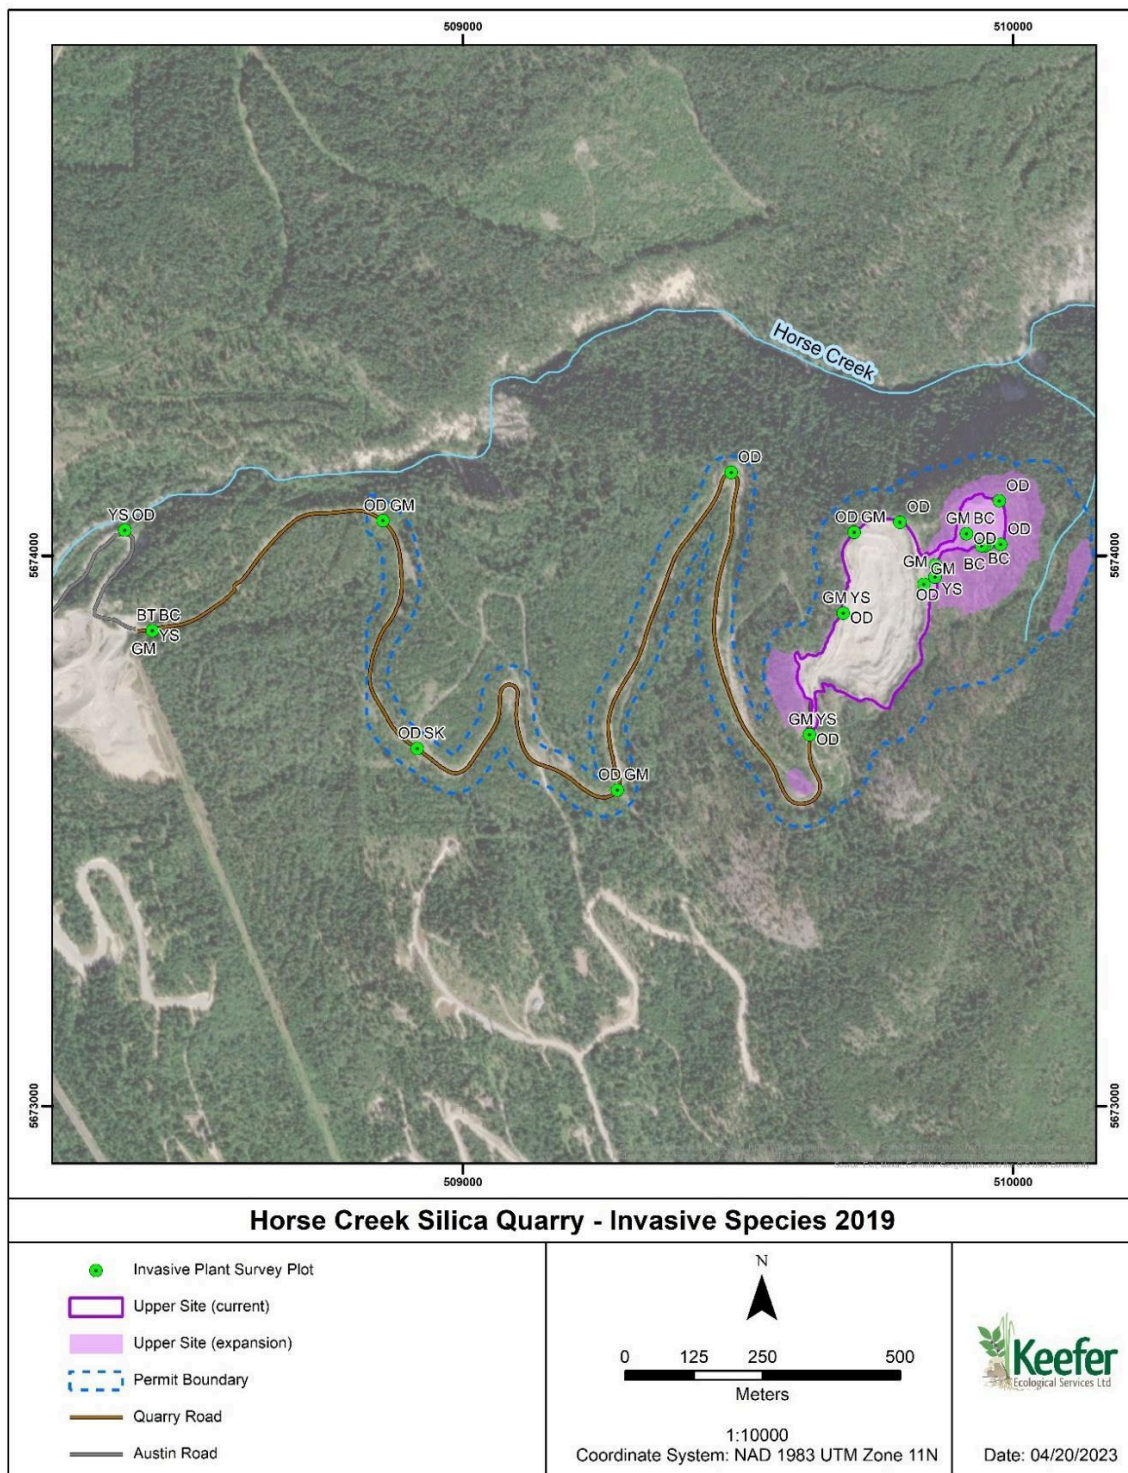 509000
510000
Horse Creek
OD
YS OD
OD GM
OD
OD GM
OD
GM BC
OD
OD
5674000
5674000
GM
BC
BC
GM
YS
OD
BT BC
YS
GM
GM YS
OD
OD SK
GM YS
OD
OD GM
5673000
5673000
509000
510000
Horse Creek Silica Quarry - Invasive Species 2019
Invasive Plant Survey Plot
Upper Site (current)
Upper Site (expansion)
Permit Boundary
Quarry Road
Austin Road
N
0 125 250 500
Meters
1:10000
Coordinate System: NAD 1983 UTM Zone 11N
Keefer
Ecological Services Ltd
Date: 04/20/2023